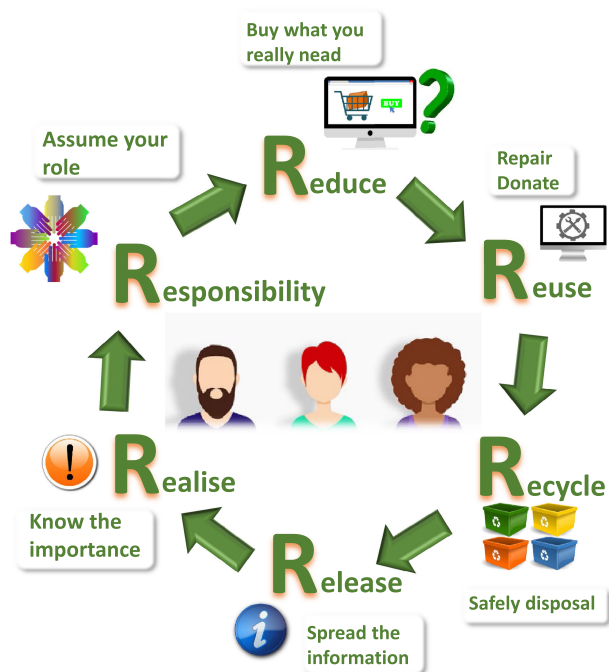 Buy what you
really nead
BUY
?
Reduce
Repair
Donate
Reuse
Recycle
Safely disposal
Release
i
Spread the
information
Realise
!
Know the
importance
Responsibility
Assume your
role